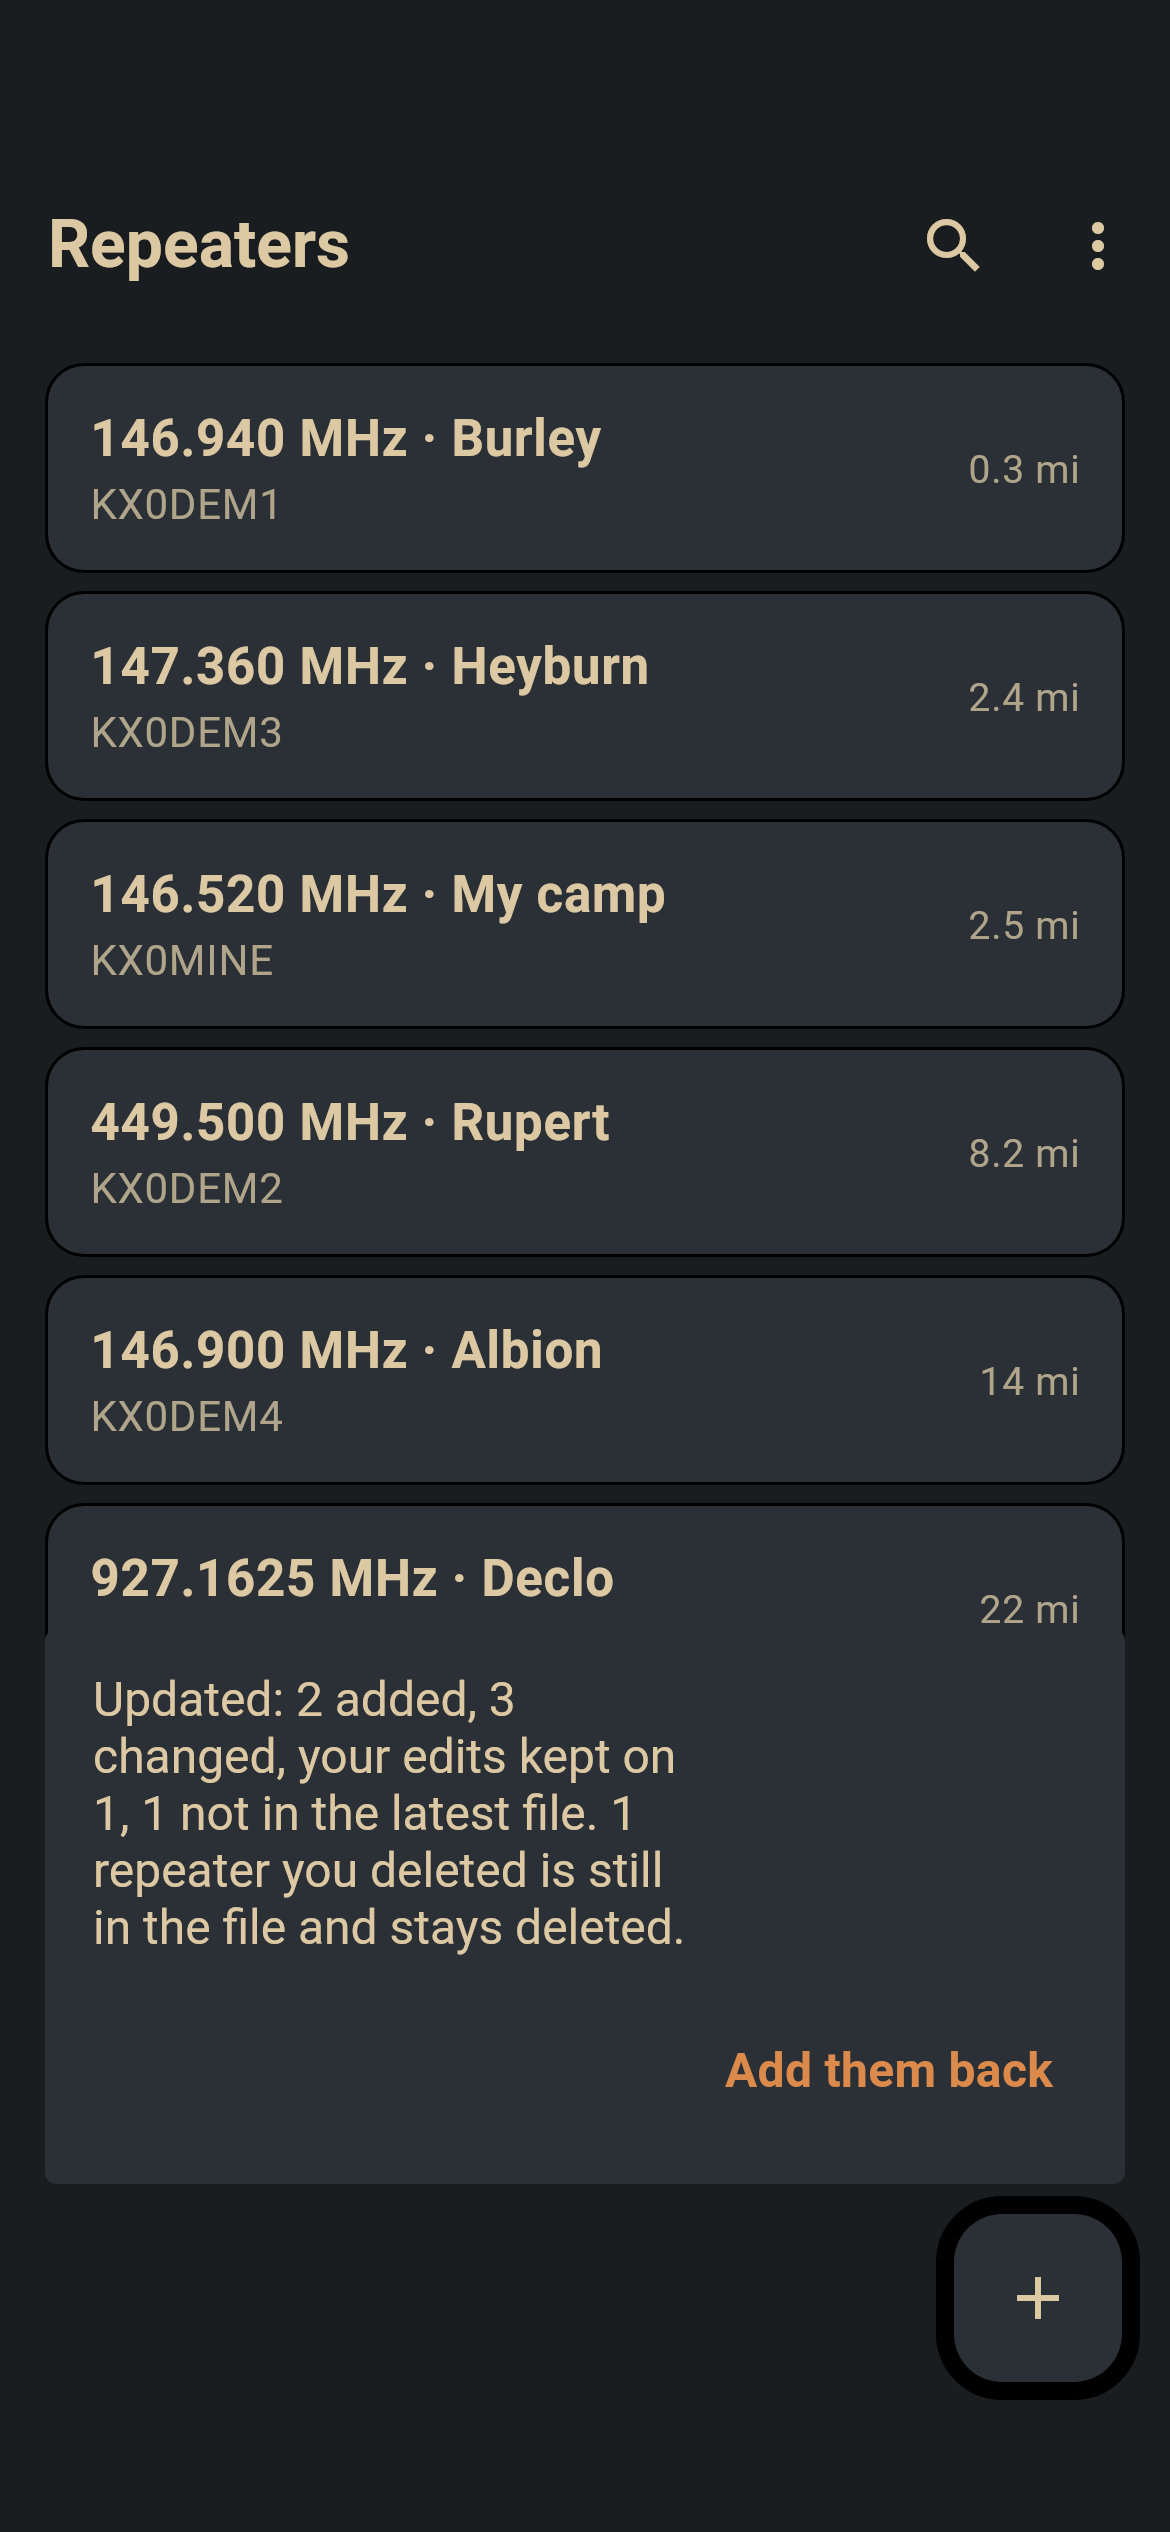 Repeaters
146.940 MHz · Burley
KX0DEM1
0.3 mi
147.360 MHz · Heyburn
KX0DEM3
2.4 mi
146.520 MHz · My camp
KX0MINE
2.5 mi
449.500 MHz · Rupert
KX0DEM2
8.2 mi
146.900 MHz · Albion
KX0DEM4
14 mi
927.1625 MHz · Declo
22 mi
Updated: 2 added, 3
changed, your edits kept on
1, 1 not in the latest file. 1
repeater you deleted is still
in the file and stays deleted.
Add them back